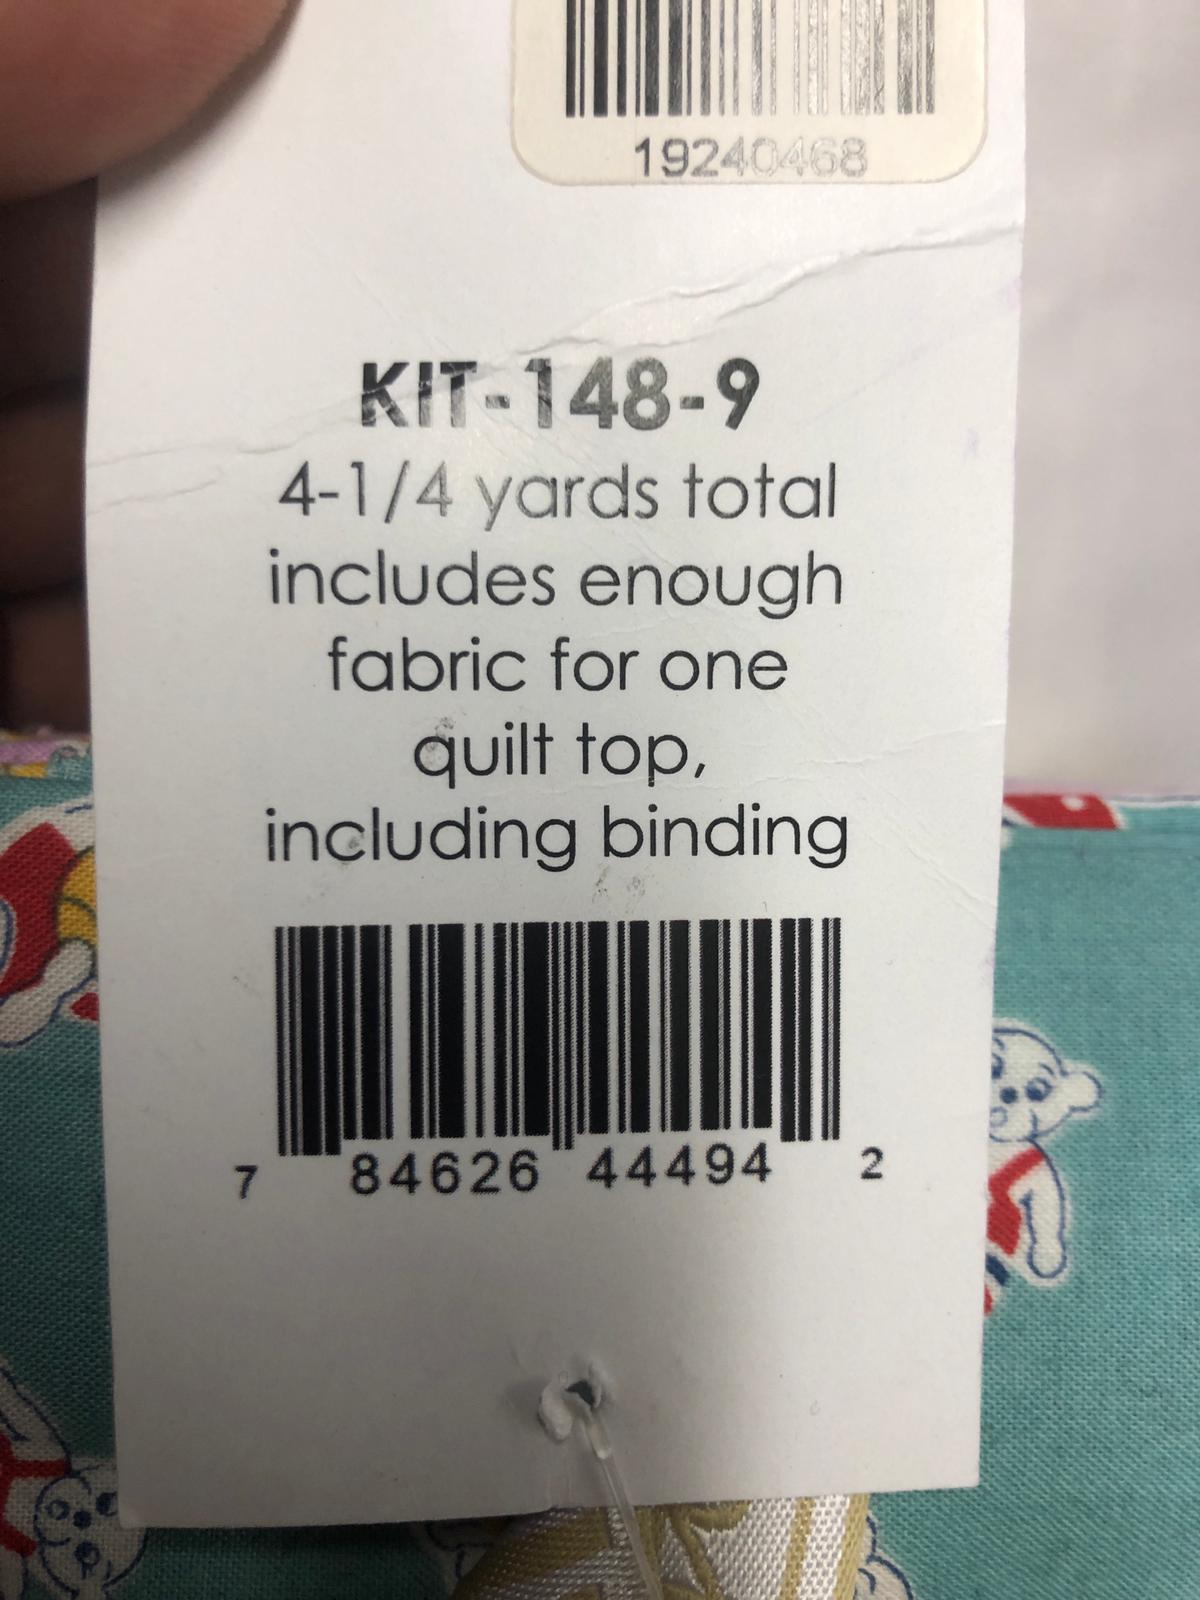 19240468
KIT-148-9
4-1/4 yards total
includes enough
fabric for one
quilt top,
including binding
7 84626 44494 2